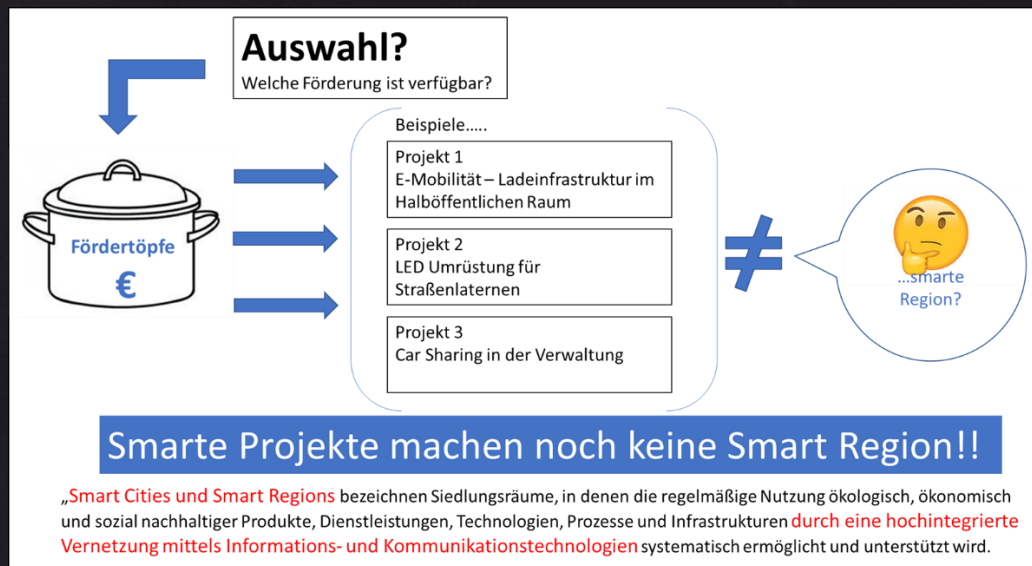 Auswahl?
Welche Förderung ist verfügbar?
Beispiele…..
Projekt 1
E-Mobilität – Ladeinfrastruktur im
Halböffentlichen Raum
Fördertöpfe
€
Projekt 2
LED Umrüstung für
Straßenlaternen
Projekt 3
Car Sharing in der Verwaltung
≠
…smarte
Region?
Smarte Projekte machen noch keine Smart Region!!
„Smart Cities und Smart Regions bezeichnen Siedlungsräume, in denen die regelmäßige Nutzung ökologisch, ökonomisch
und sozial nachhaltiger Produkte, Dienstleistungen, Technologien, Prozesse und Infrastrukturen durch eine hochintegrierte
Vernetzung mittels Informations- und Kommunikationstechnologien systematisch ermöglicht und unterstützt wird.